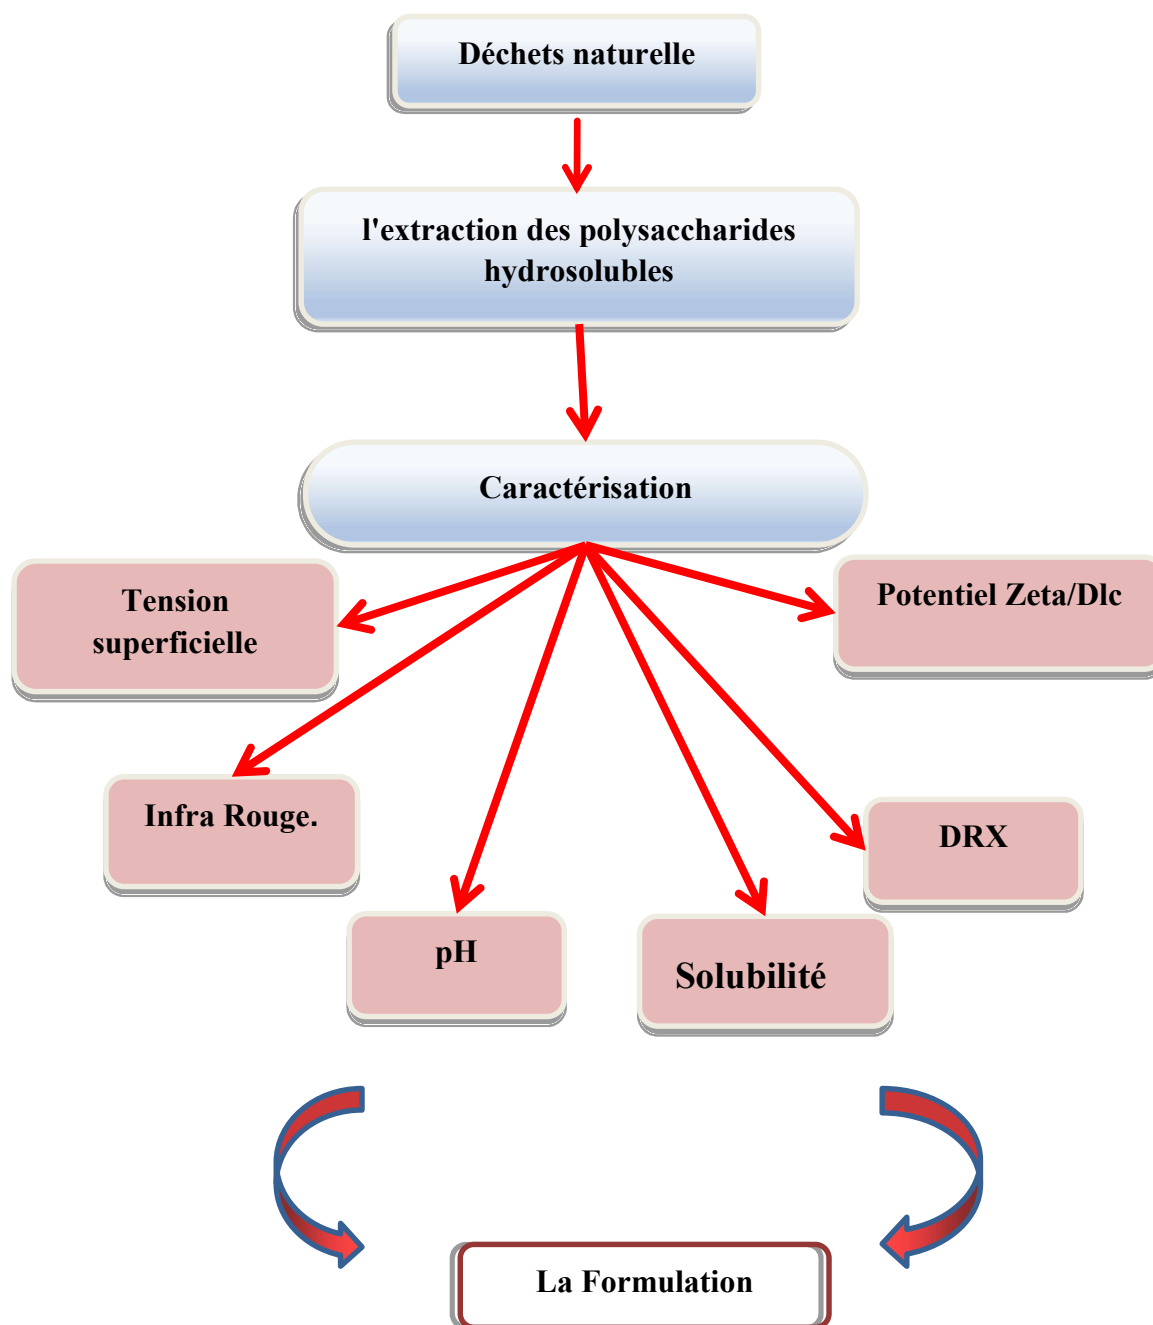 Déchets naturelle
l'extraction des polysaccharides
hydrosolubles
Caractérisation
Tension
superficielle
Potentiel Zeta/Dlc
Infra Rouge.
DRX
pH
Solubilité
La Formulation